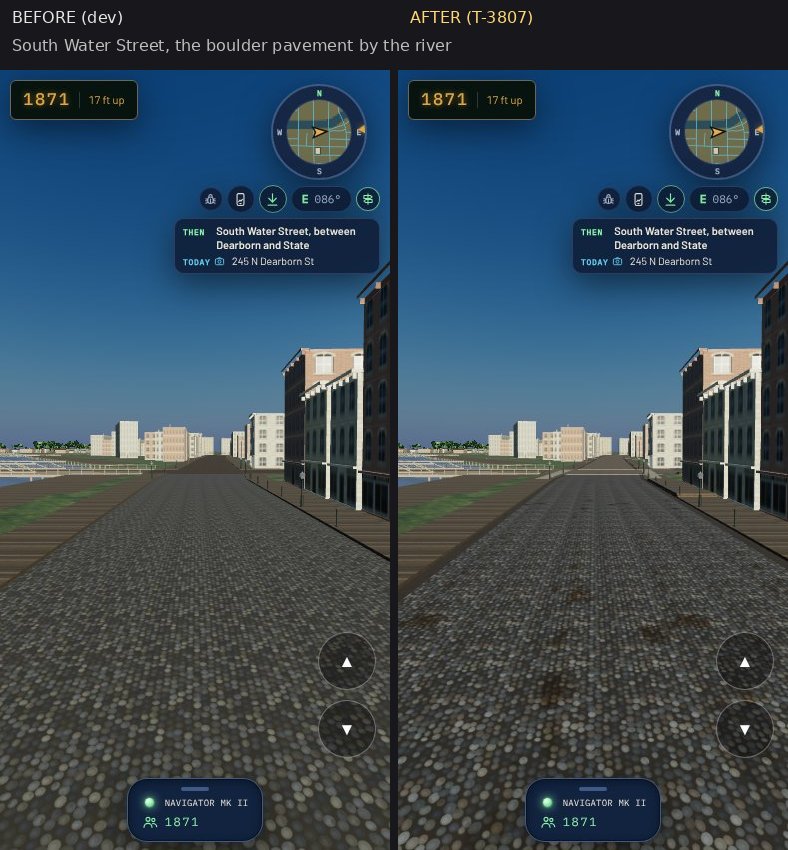 BEFORE (dev)
AFTER (T-3807)
South Water Street, the boulder pavement by the river
1871 17 ft up
N
W E
S
E 086°
THEN South Water Street, between
Dearborn and State
TODAY 245 N Dearborn St
▲
▼
NAVIGATOR MK II
1871
1871 17 ft up
N
W E
S
E 086°
THEN South Water Street, between
Dearborn and State
TODAY 245 N Dearborn St
▲
▼
NAVIGATOR MK II
1871